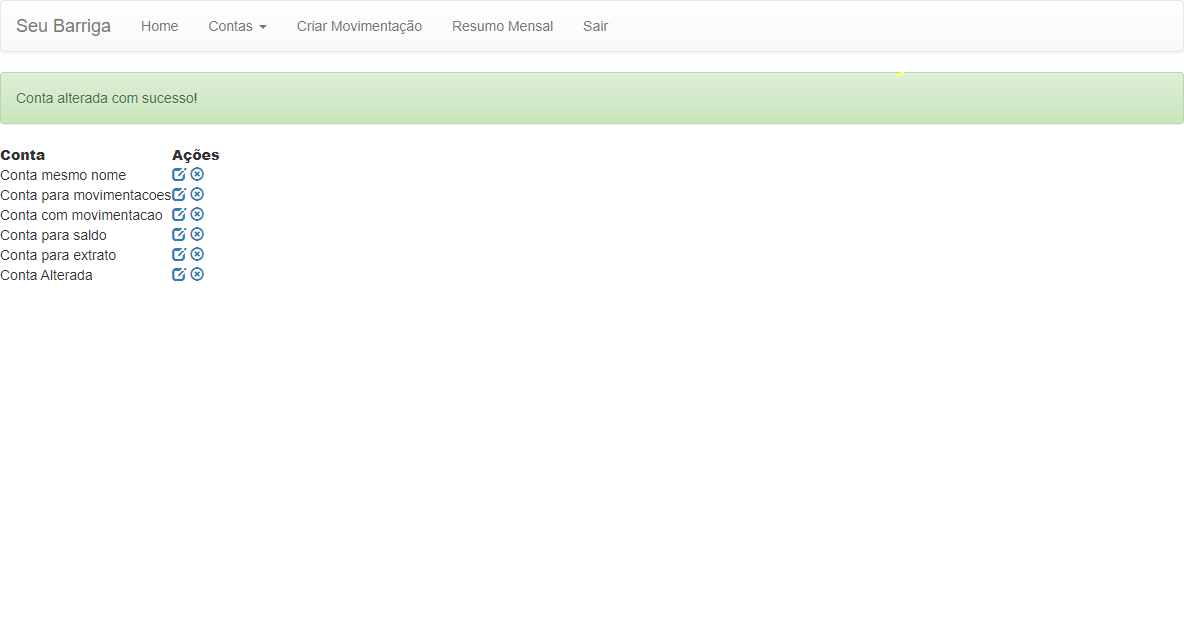 Seu Barriga Home Contas Criar Movimentação Resumo Mensal Sair
Conta alterada com sucesso!
Conta Ações
Conta mesmo nome
Conta para movimentacoes
Conta com movimentacao
Conta para saldo
Conta para extrato
Conta Alterada